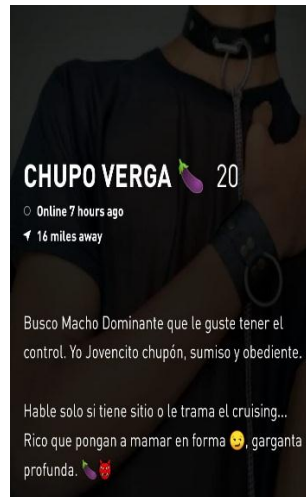 CHUPO VERGA🍆 20
Online 7 hours ago
16 miles away
Busco Macho Dominante que le guste tener el
control. Yo Jovencito chupón, sumiso y obediente.
Hable solo si tiene sitio o le trama el cruising...
Rico que pongan a mamar en forma 😏, garganta
profunda. 🍆👹